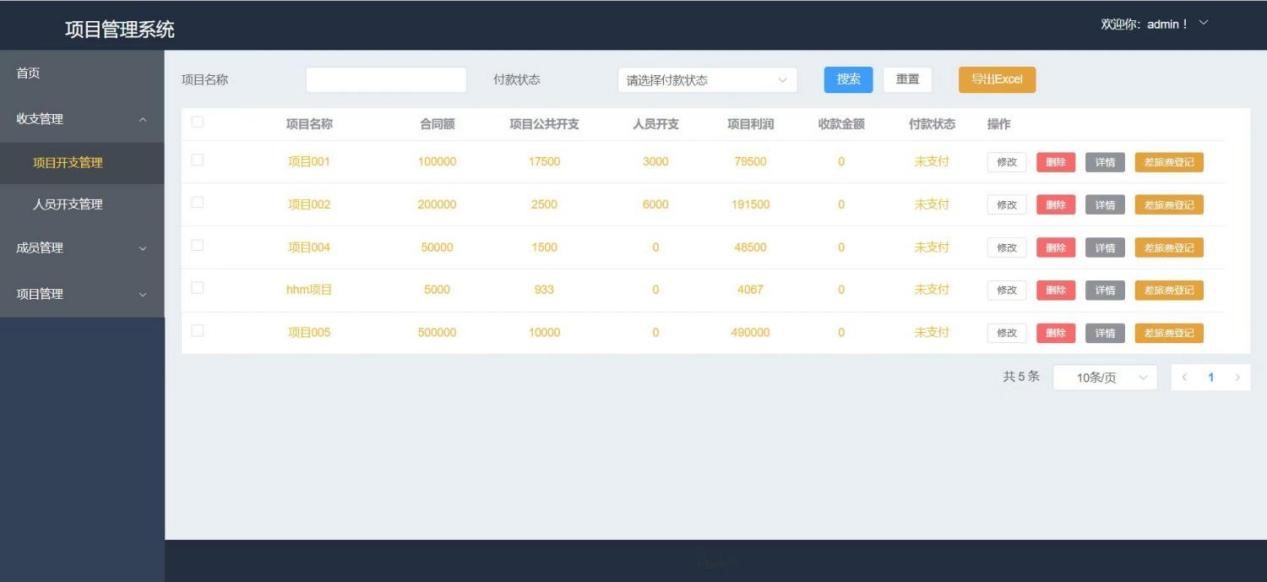 项目管理系统
欢迎你：admin！
首页
收支管理
项目开支管理
人员开支管理
成员管理
项目管理
项目名称 付款状态 请选择付款状态 搜索 重置 导出Excel
项目名称 合同额 项目公共开支 人员开支 项目利润 收款金额 付款状态 操作
项目001 100000 17500 3000 79500 0 未支付 修改 删除 详情 差旅费登记
项目002 200000 2500 6000 191500 0 未支付 修改 删除 详情 差旅费登记
项目004 50000 1500 0 48500 0 未支付 修改 删除 详情 差旅费登记
hhm项目 5000 933 0 4067 0 未支付 修改 删除 详情 差旅费登记
项目005 500000 10000 0 490000 0 未支付 修改 删除 详情 差旅费登记
共 5 条 10条/页 1